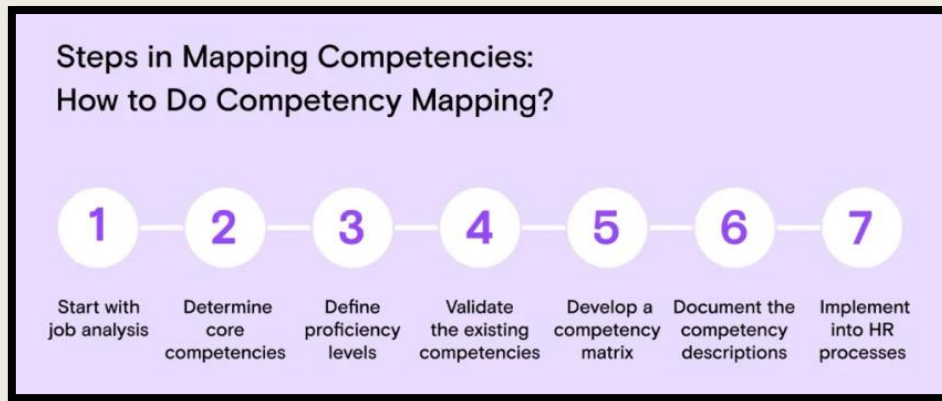 Steps in Mapping Competencies:
How to Do Competency Mapping?
1
2
3
4
5
6
7
Start with
job analysis
Determine
core
competencies
Define
proficiency
levels
Validate
the existing
competencies
Develop a
competency
matrix
Document the
competency
descriptions
Implement
into HR
processes